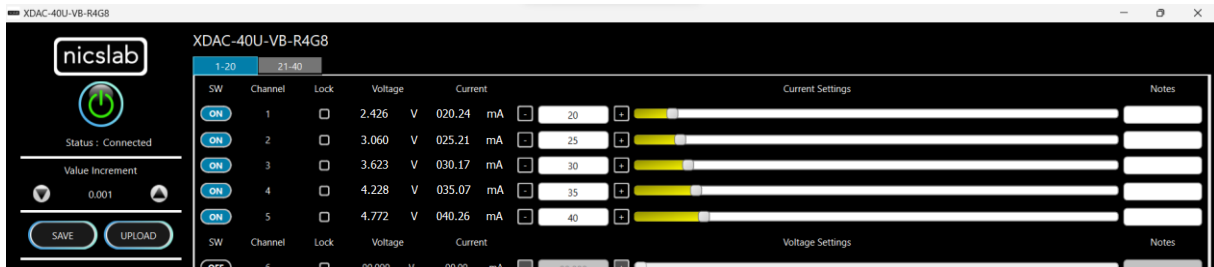 XDAC-40U-VB-R4G8
nicslab
Status : Connected
Value Increment
0.001
SAVE UPLOAD
XDAC-40U-VB-R4G8
1-20 21-40
SW Channel Lock Voltage Current Current Settings Notes
ON 1 2.426 V 020.24 mA - 20 +
ON 2 3.060 V 025.21 mA - 25 +
ON 3 3.623 V 030.17 mA - 30 +
ON 4 4.228 V 035.07 mA - 35 +
ON 5 4.772 V 040.26 mA - 40 +
SW Channel Lock Voltage Current Voltage Settings Notes